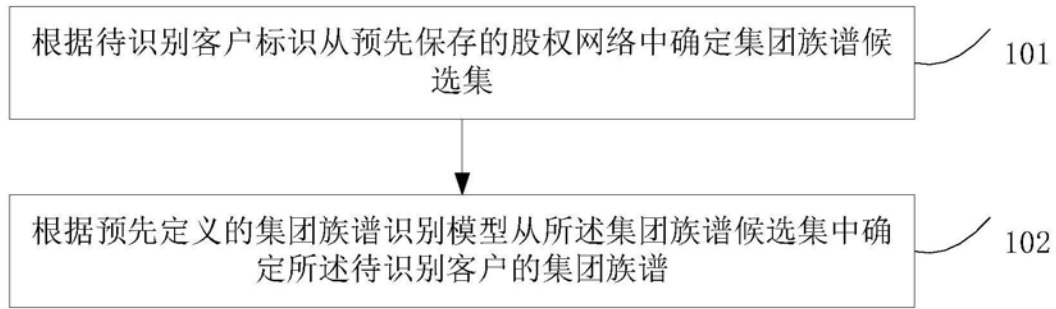 根据待识别客户标识从预先保存的股权网络中确定集团族谱候
选集
101
根据预先定义的集团族谱识别模型从所述集团族谱候选集中确
定所述待识别客户的集团族谱
102